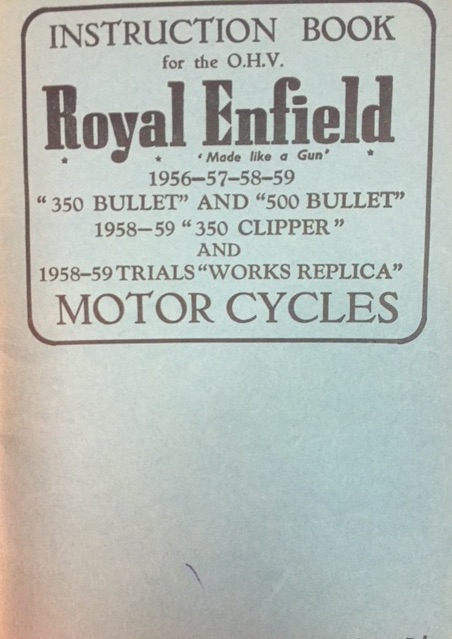 INSTRUCTION BOOK
for the O.H.V.
Royal Enfield
‘Made like a Gun’
1956–57–58–59
“350 BULLET” AND “500 BULLET”
1958–59 “350 CLIPPER”
AND
1958-59 TRIALS “WORKS REPLICA”
MOTOR CYCLES